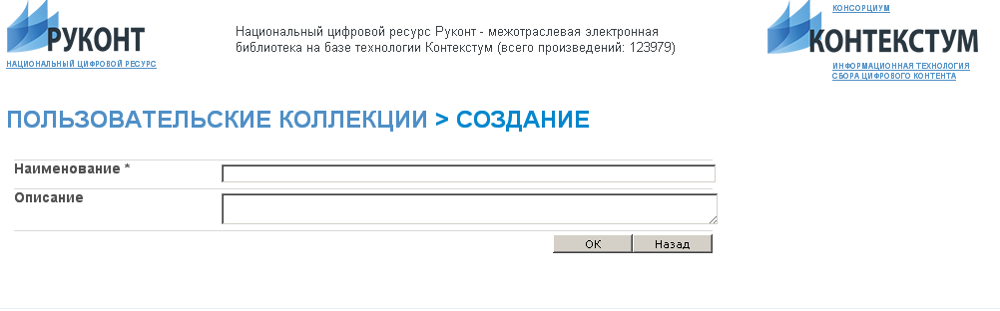 РУКОНТ
НАЦИОНАЛЬНЫЙ ЦИФРОВОЙ РЕСУРС
Национальный цифровой ресурс Руконт - межотраслевая электронная
библиотека на базе технологии Контекстум (всего произведений: 123979)
КОНСОРЦИУМ
КОНТЕКСТУМ
ИНФОРМАЦИОННАЯ ТЕХНОЛОГИЯ
СБОРА ЦИФРОВОГО КОНТЕНТА
ПОЛЬЗОВАТЕЛЬСКИЕ КОЛЛЕКЦИИ > СОЗДАНИЕ
Наименование *
Описание
ОК Назад